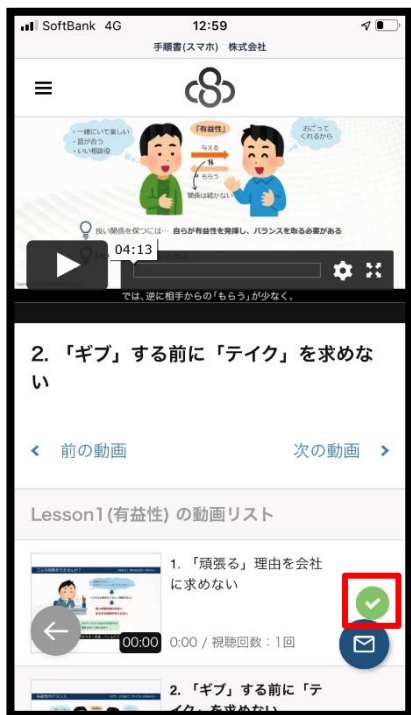 SoftBank 4G 12:59
手順書(スマホ) 株式会社
・一緒にいて楽しい
・話が合う
・いい相談役
「有益性」
与える
もらう
関係は続かない
おごって
くれるから
良い関係を保つには… 自らが有益性を発揮し、バランスを取る必要がある
04:13
では、逆に相手からの「もらう」が少なく、
2. 「ギブ」する前に「テイク」を求めな
い
前の動画 次の動画
Lesson1(有益性) の動画リスト
1. 「頑張る」理由を会社
に求めない
00:00 0:00 / 視聴回数：1回
2. 「ギブ」する前に「テ
イク」を求めない